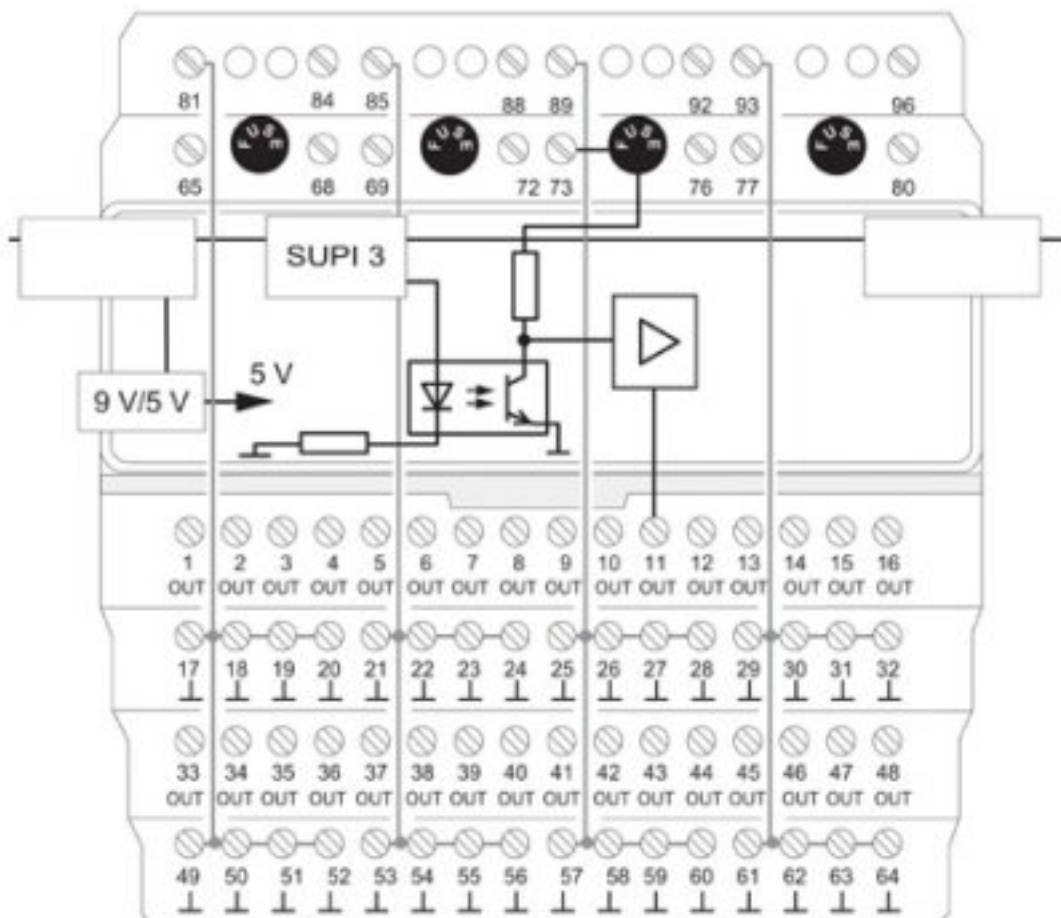 81 84 85 88 89 92 93 96
FUSE FUSE FUSE FUSE
65 68 69 72 73 76 77 80
SUPI 3
5 V
9 V/5 V
1 2 3 4 5 6 7 8 9 10 11 12 13 14 15 16
OUT OUT OUT OUT OUT OUT OUT OUT OUT OUT OUT OUT OUT OUT OUT OUT
17 18 19 20 21 22 23 24 25 26 27 28 29 30 31 32
33 34 35 36 37 38 39 40 41 42 43 44 45 46 47 48
OUT OUT OUT OUT OUT OUT OUT OUT OUT OUT OUT OUT OUT OUT OUT OUT
49 50 51 52 53 54 55 56 57 58 59 60 61 62 63 64